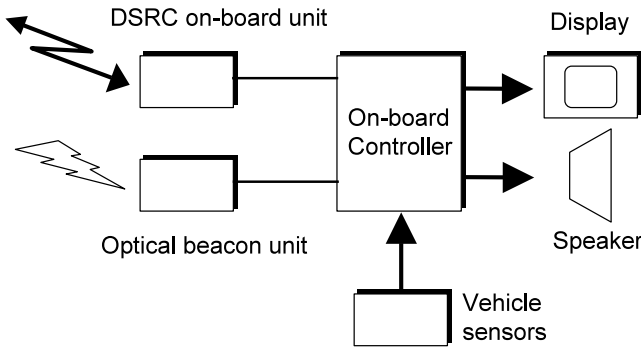 DSRC on-board unit
Display
On-board
Controller
Optical beacon unit
Speaker
Vehicle
sensors